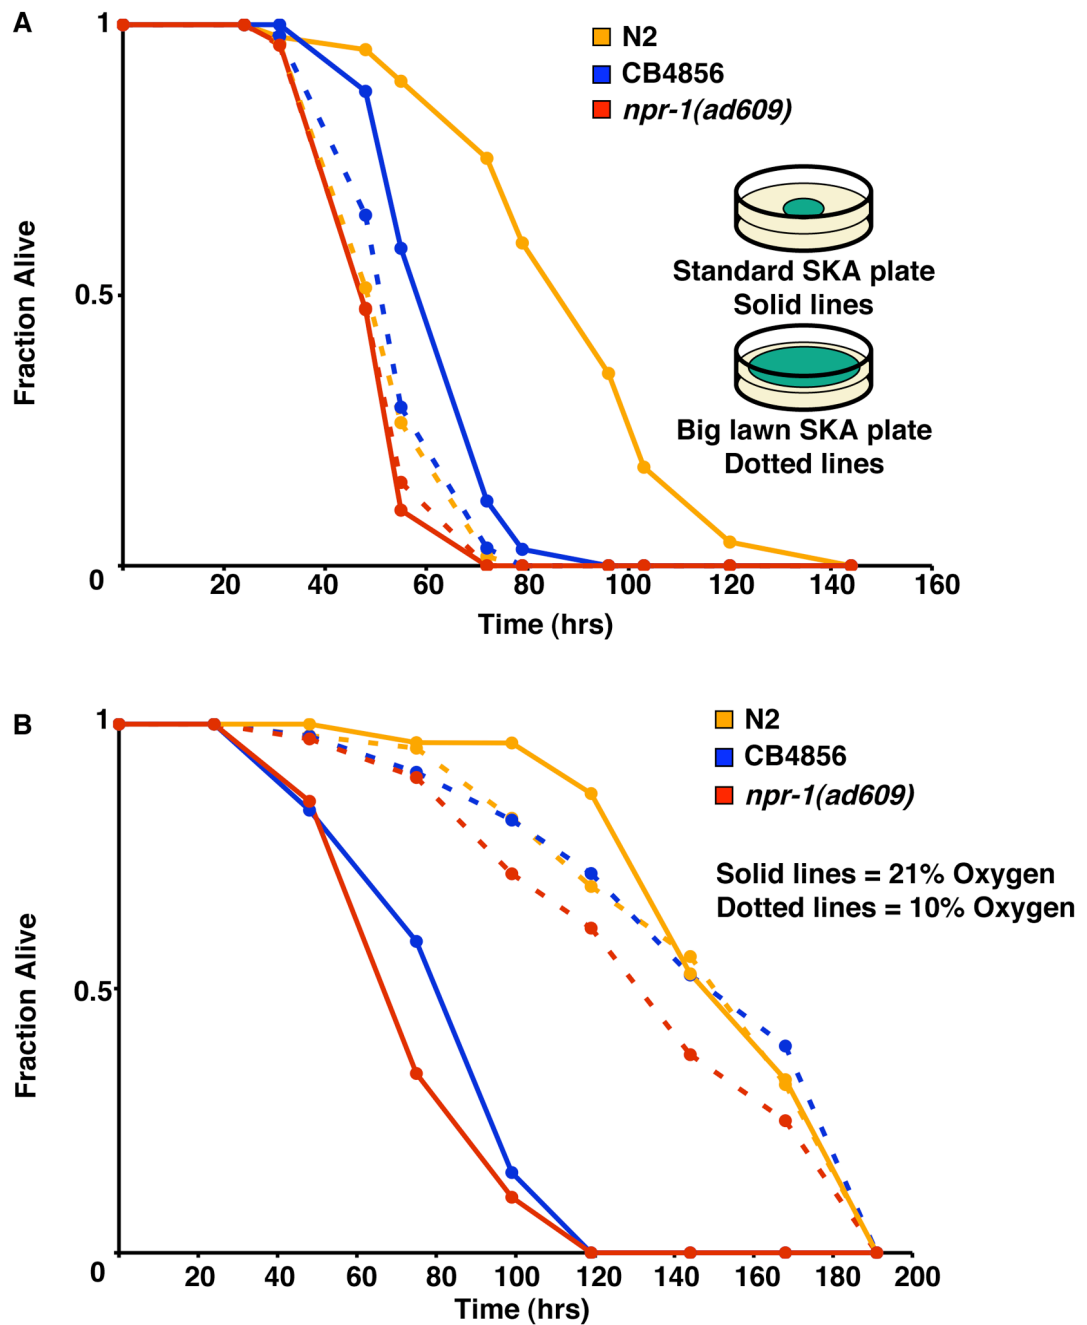 A
1
N2
CB4856
npr-1(ad609)
Fraction Alive
0.5
Standard SKA plate
Solid lines
Big lawn SKA plate
Dotted lines
0
20 40 60 80 100 120 140 160
Time (hrs)
B
1
N2
CB4856
npr-1(ad609)
Solid lines = 21% Oxygen
Dotted lines = 10% Oxygen
Fraction Alive
0.5
0
20 40 60 80 100 120 140 160 180 200
Time (hrs)